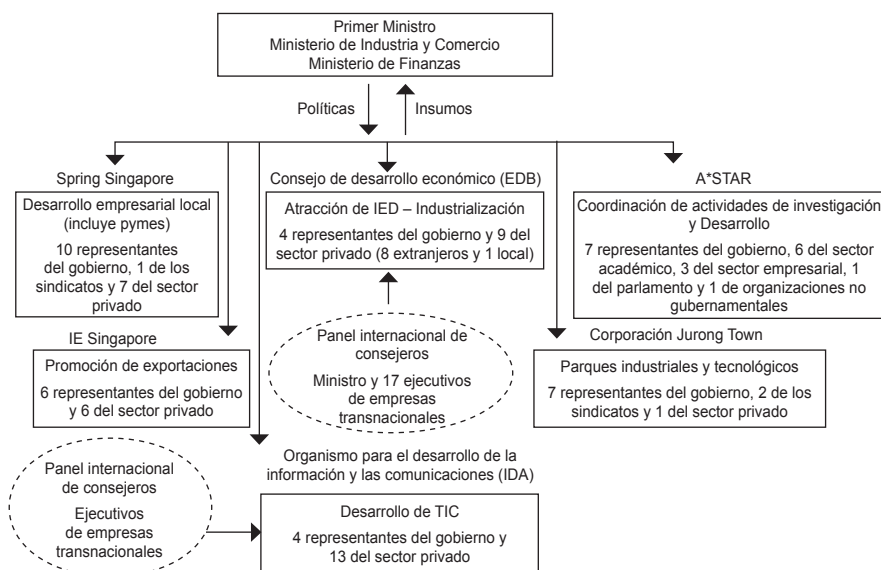 Primer Ministro
Ministerio de Industria y Comercio
Ministerio de Finanzas
Políticas
Insumos
Spring Singapore
Desarrollo empresarial local
(incluye pymes)
10 representantes
del gobierno, 1 de los
sindicatos y 7 del sector
privado
Consejo de desarrollo económico (EDB)
Atracción de IED – Industrialización
4 representantes del gobierno y 9 del
sector privado (8 extranjeros y 1 local)
A*STAR
Coordinación de actividades de investigación
y Desarrollo
7 representantes del gobierno, 6 del sector
académico, 3 del sector empresarial, 1
del parlamento y 1 de organizaciones no
gubernamentales
IE Singapore
Promoción de exportaciones
6 representantes del gobierno
y 6 del sector privado
Panel internacional de
consejeros
Ministro y 17 ejecutivos
de empresas
transnacionales
Corporación Jurong Town
Parques industriales y tecnológicos
7 representantes del gobierno, 2 de los
sindicatos y 1 del sector privado
Panel internacional
de consejeros
Ejecutivos
de empresas
transnacionales
Organismo para el desarrollo de la
información y las comunicaciones (IDA)
Desarrollo de TIC
4 representantes del gobierno y
13 del sector privado